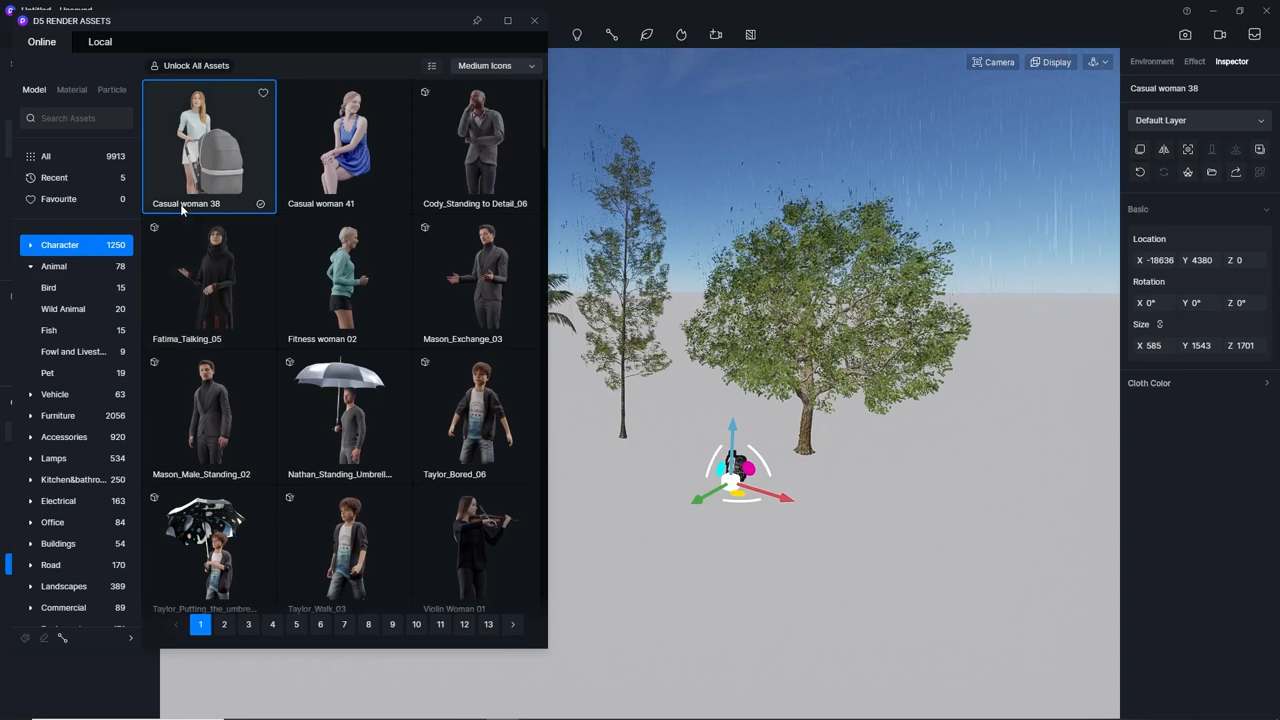 D5 RENDER ASSETS
Online
Local
Unlock All Assets
Medium Icons
Model
Material
Particle
Search Assets
All 9913
Recent 5
Favourite 0
Character 1250
Animal 78
Bird 15
Wild Animal 20
Fish 15
Fowl and Livest... 9
Pet 19
Vehicle 63
Furniture 2056
Accessories 920
Lamps 534
Kitchen&bathro... 250
Electrical 163
Office 84
Buildings 54
Road 170
Landscapes 389
Commercial 89
Casual woman 38
Casual woman 41
Cody_Standing to Detail_06
Fatima_Talking_05
Fitness woman 02
Mason_Exchange_03
Mason_Male_Standing_02
Nathan_Standing_Umbrell...
Taylor_Bored_06
Taylor_Putting_the_umbre...
Taylor_Walk_03
Violin Woman 01
1 2 3 4 5 6 7 8 9 10 11 12 13
Camera
Display
Environment
Effect
Inspector
Casual woman 38
Default Layer
Basic
Location
X -18636 Y 4380 Z 0
Rotation
X 0° Y 0° Z 0°
Size
X 585 Y 1543 Z 1701
Cloth Color